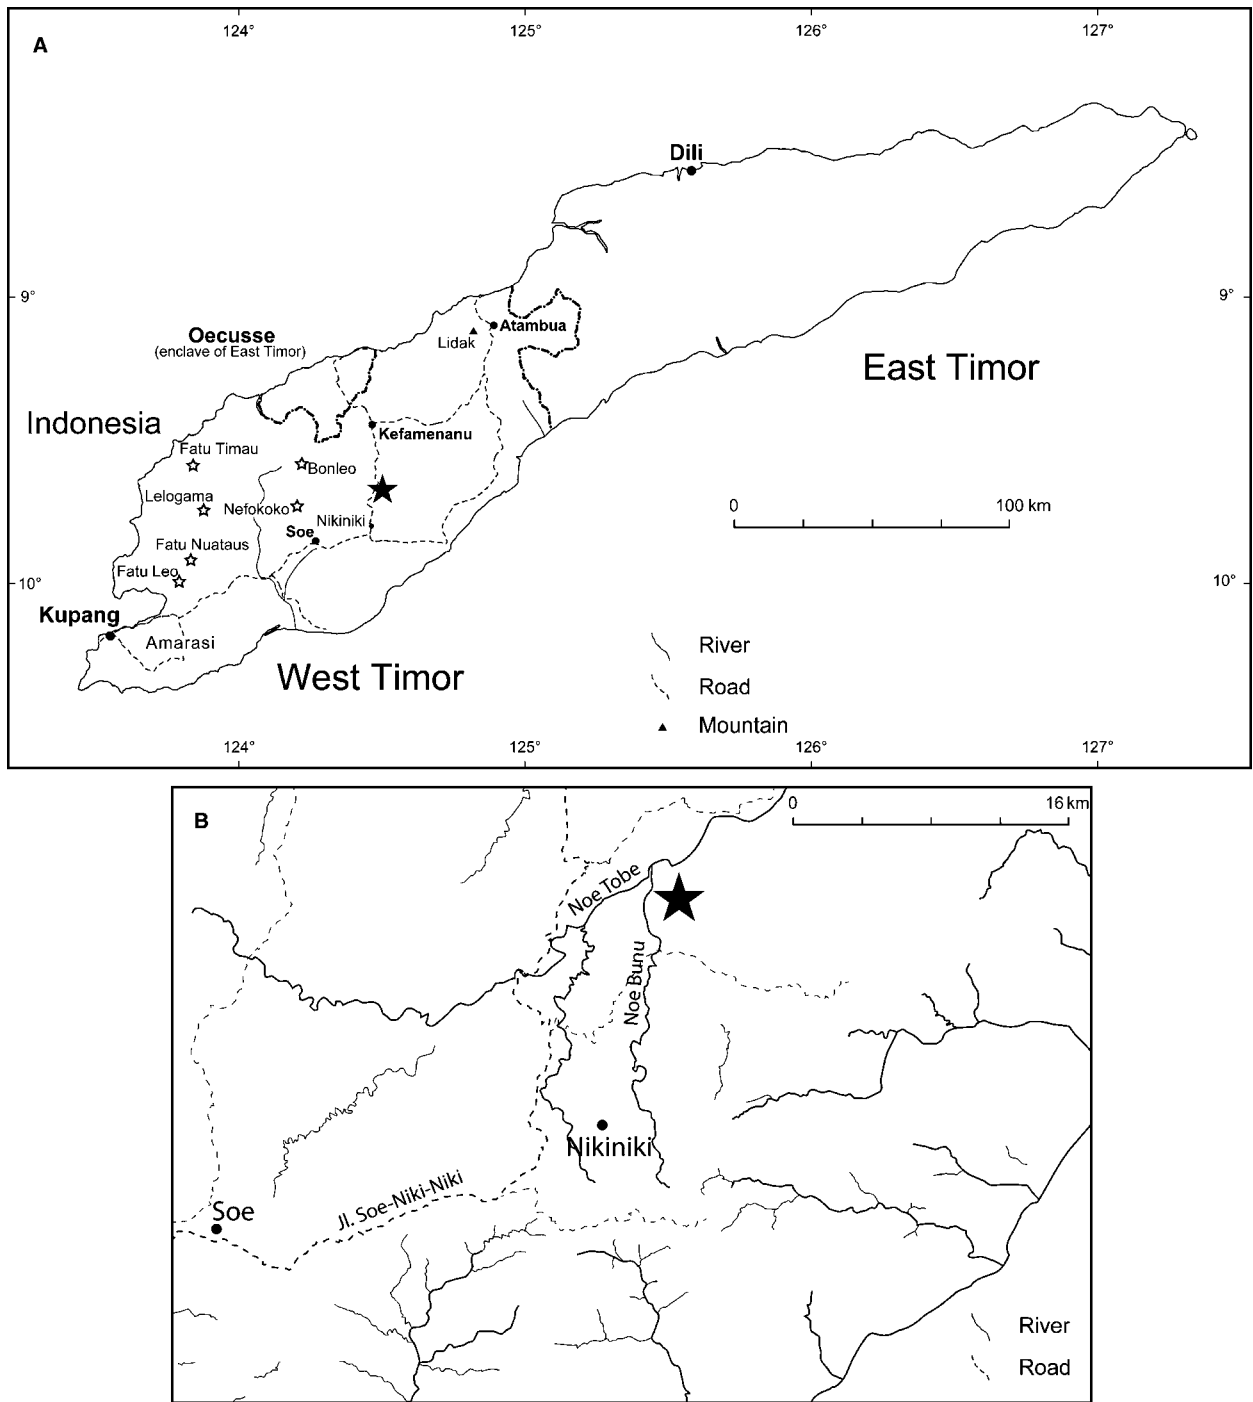 A
124°
125°
126°
127°
Dili
9°
9°
Oecusse
(enclave of East Timor)
Atambua
Lidak
East Timor
Indonesia
Kefamenanu
Fatu Timau
Bonleo
Lelogama
Nefokoko
Nikiniki
0
100 km
Soe
Fatu Nuataus
Fatu Leo
10°
10°
Kupang
Amarasi
West Timor
River
Road
Mountain
124°
125°
126°
127°
B
0
16 km
Noe Tobe
Noe Bunu
Nikiniki
Jl. Soe-Niki-Niki
Soe
River
Road